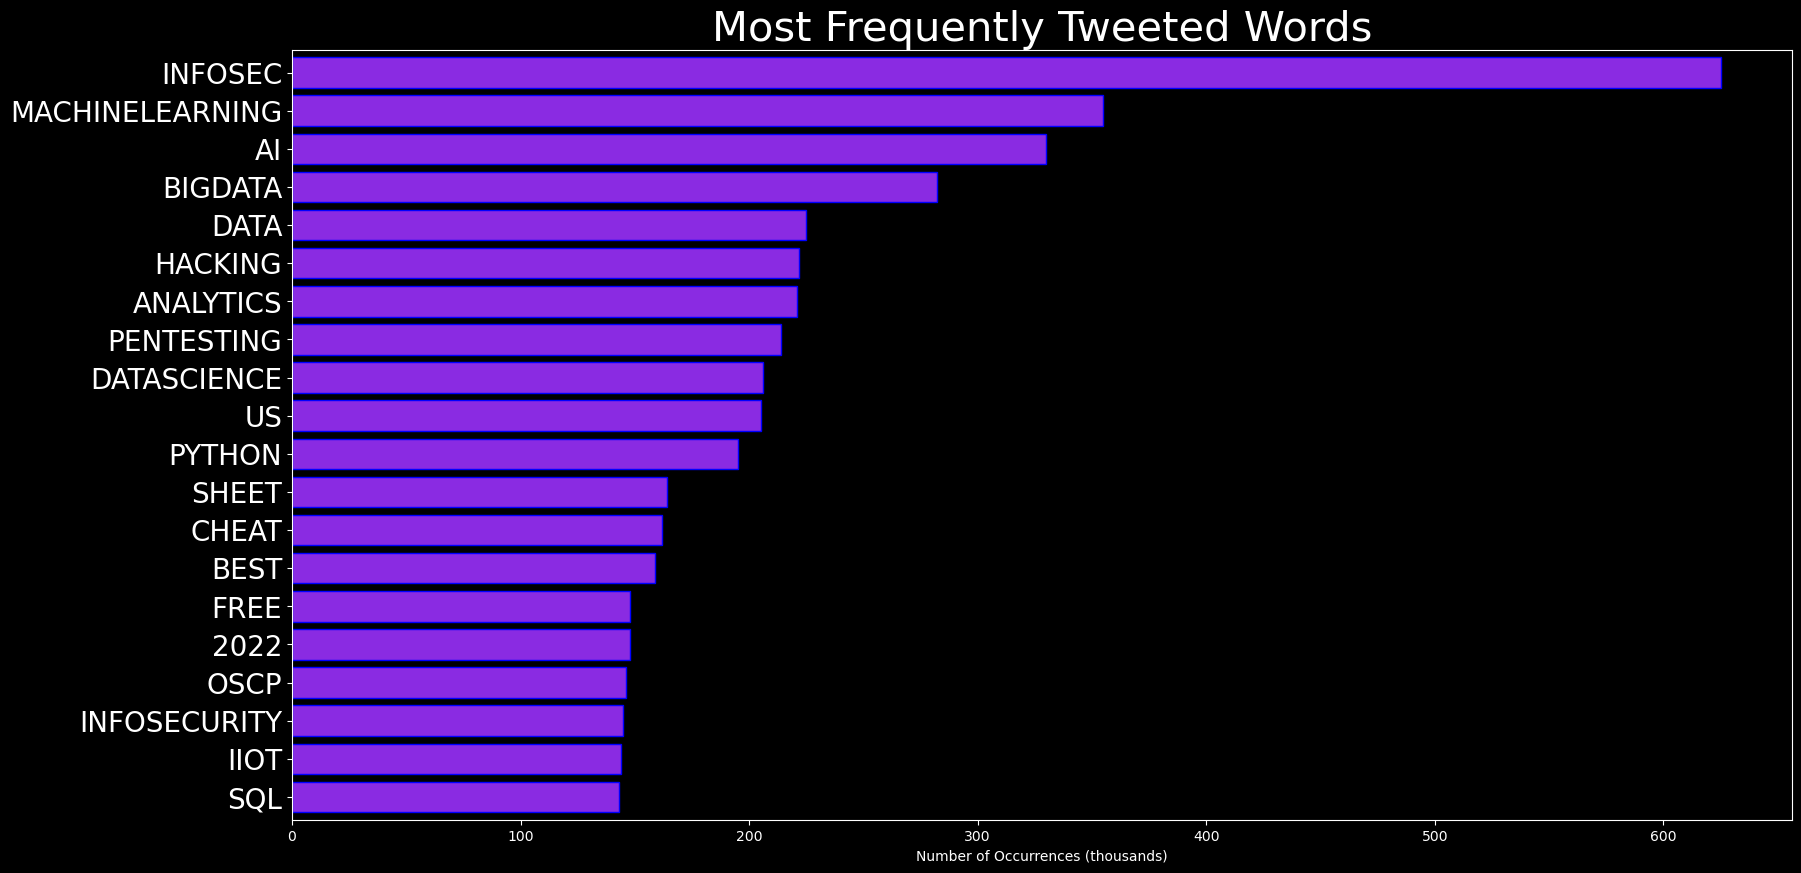 Most Frequently Tweeted Words
INFOSEC
MACHINELEARNING
AI
BIGDATA
DATA
HACKING
ANALYTICS
PENTESTING
DATASCIENCE
US
PYTHON
SHEET
CHEAT
BEST
FREE
2022
OSCP
INFOSECURITY
IIOT
SQL
0 100 200 300 400 500 600
Number of Occurrences (thousands)